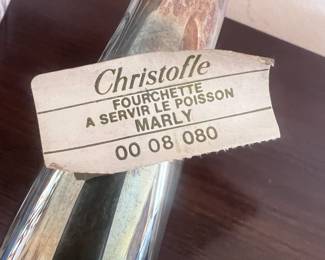 Christofle
FOURCHETTE
A SERVIR LE POISSON
MARLY
00 08 080